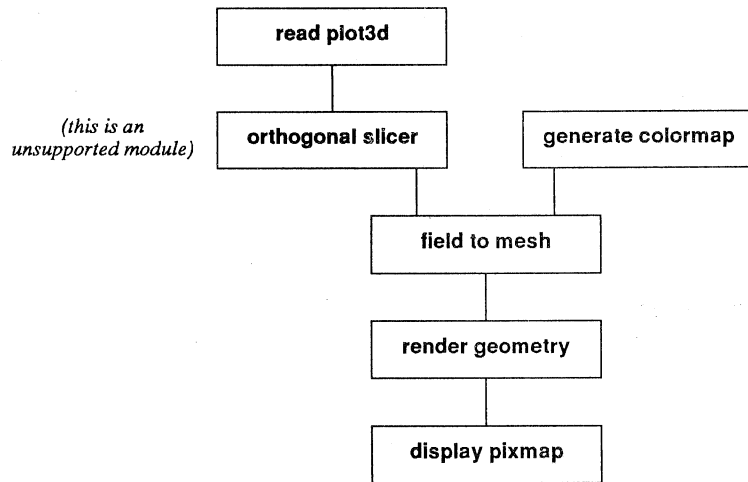 read plot3d
(this is an
unsupported module)
orthogonal slicer
generate colormap
field to mesh
render geometry
display pixmap